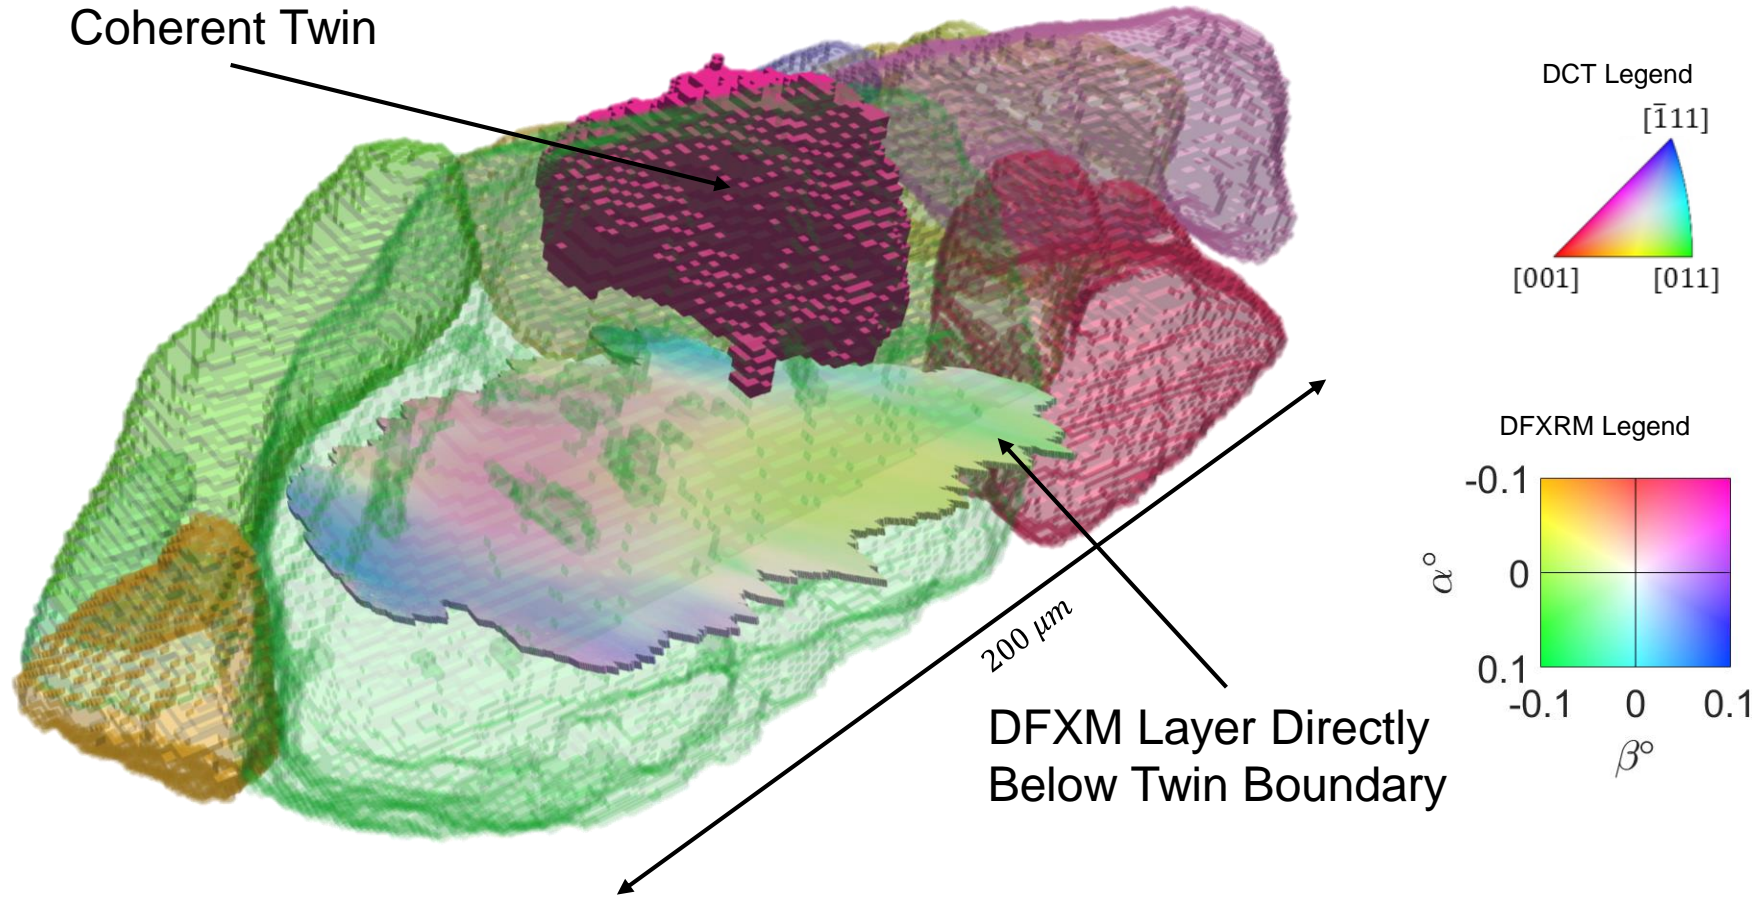 Coherent Twin
DCT Legend
[1̅11]
[001]
[011]
DFXRM Legend
-0.1
0
0.1
α°
-0.1 0 0.1
β°
200 μm
DFXM Layer Directly
Below Twin Boundary